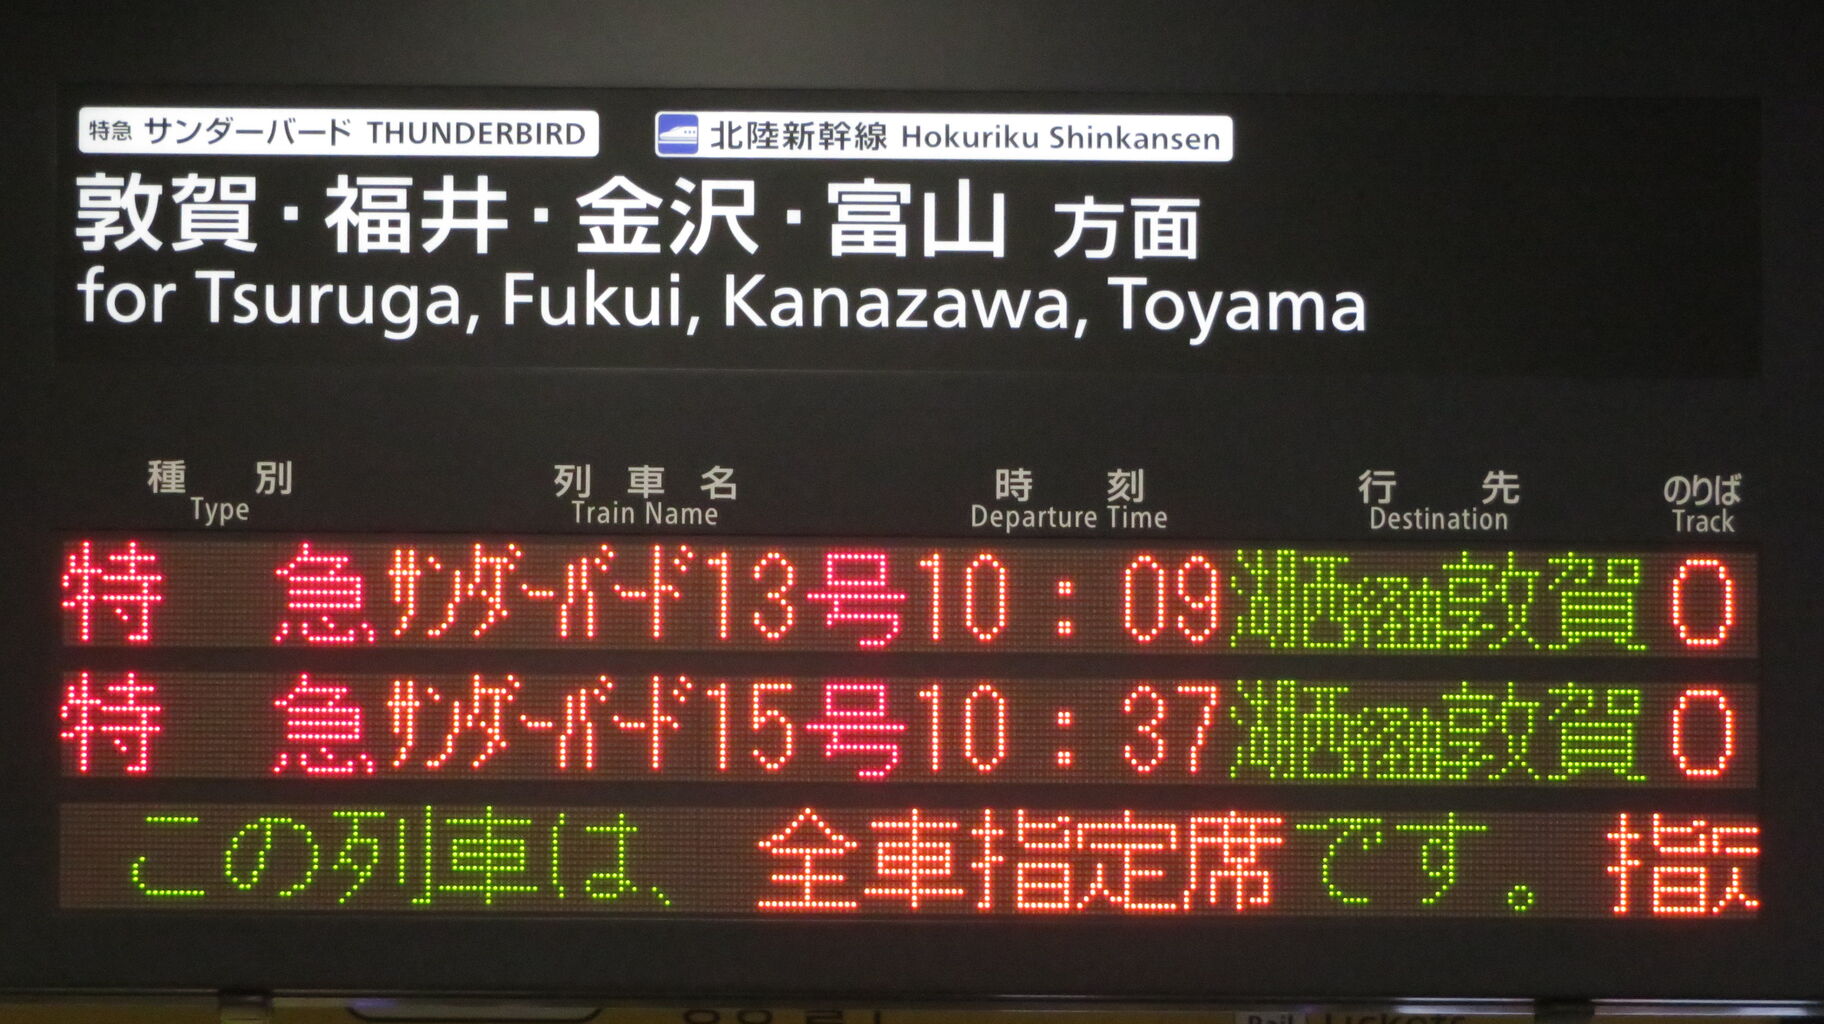 特急 サンダーバード THUNDERBIRD 北陸新幹線 Hokuriku Shinkansen
敦賀・福井・金沢・富山 方面
for Tsuruga, Fukui, Kanazawa, Toyama
種別 列車名 時刻 行先 のりば
Type Train Name Departure Time Destination Track
特急 サンダーバード13号 10:09 湖西経由敦賀 0
特急 サンダーバード15号 10:37 湖西経由敦賀 0
この列車は、全車指定席です。指